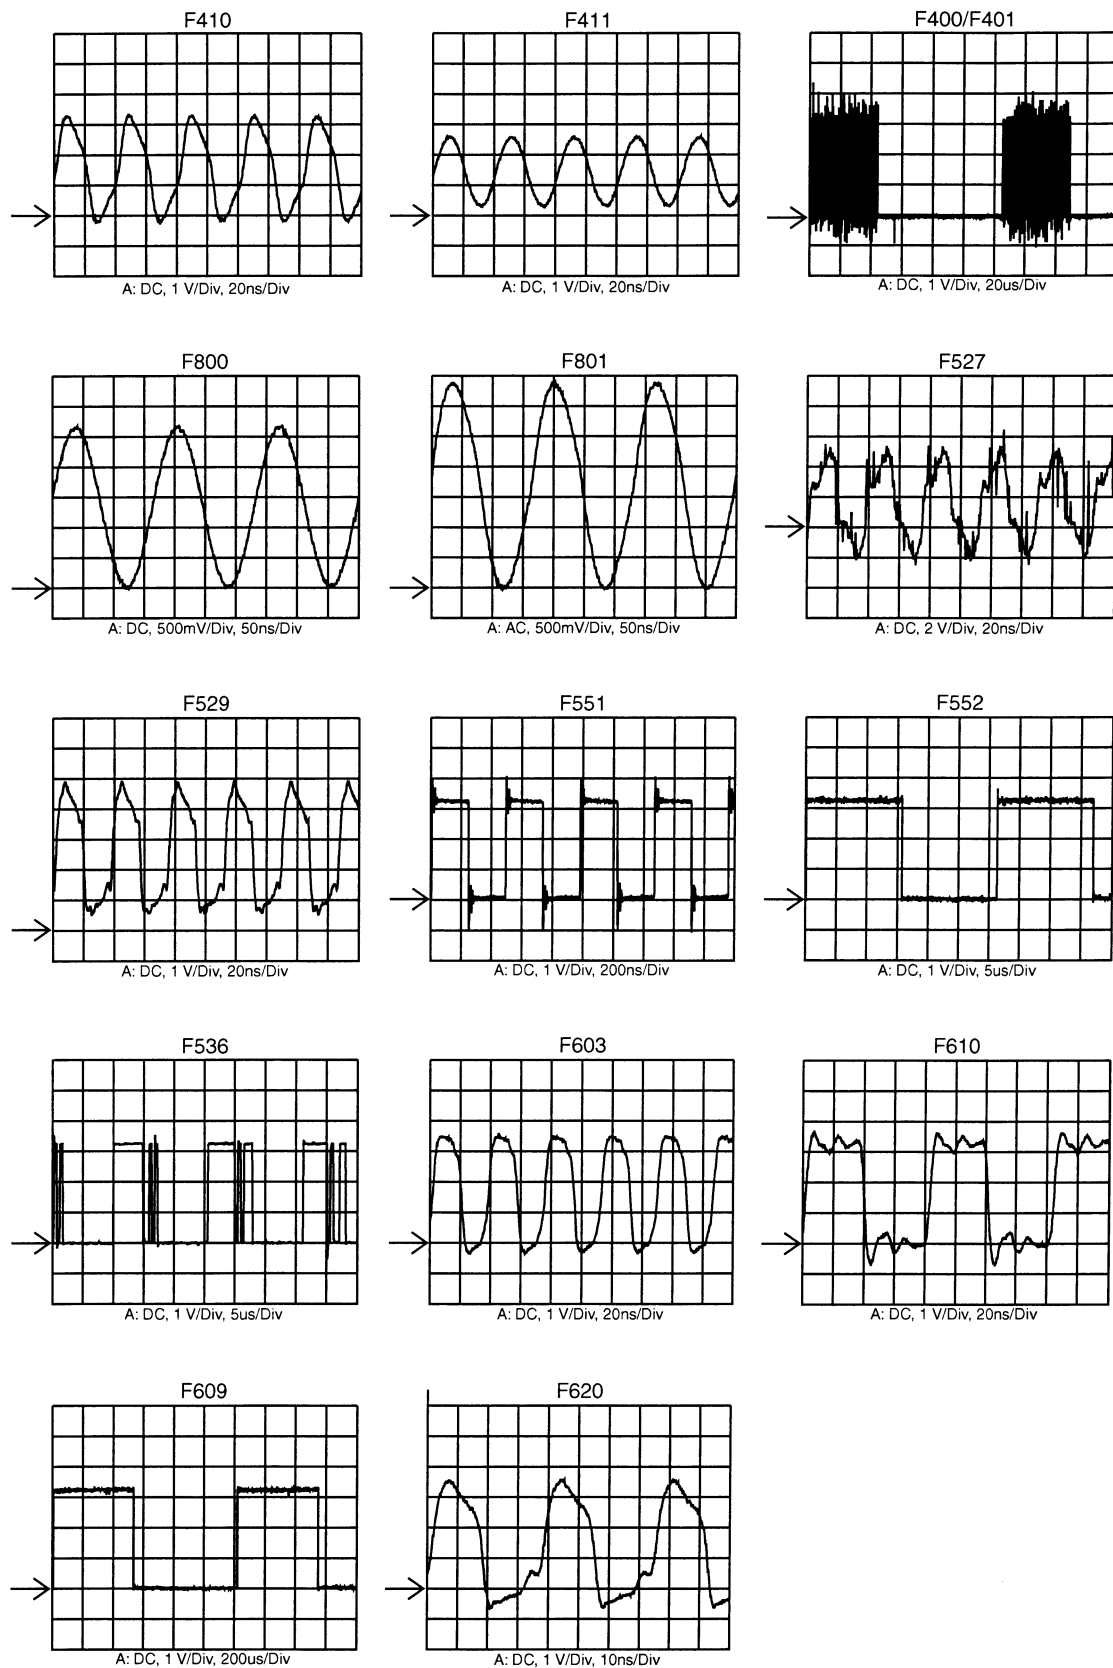 F410
F411
F400/F401
A: DC, 1 V/Div, 20ns/Div
A: DC, 1 V/Div, 20ns/Div
A: DC, 1 V/Div, 20us/Div
F800
F801
F527
A: DC, 500mV/Div, 50ns/Div
A: AC, 500mV/Div, 50ns/Div
A: DC, 2 V/Div, 20ns/Div
F529
F551
F552
A: DC, 1 V/Div, 20ns/Div
A: DC, 1 V/Div, 200ns/Div
A: DC, 1 V/Div, 5us/Div
F536
F603
F610
A: DC, 1 V/Div, 5us/Div
A: DC, 1 V/Div, 20ns/Div
A: DC, 1 V/Div, 20ns/Div
F609
F620
A: DC, 1 V/Div, 200us/Div
A: DC, 1 V/Div, 10ns/Div